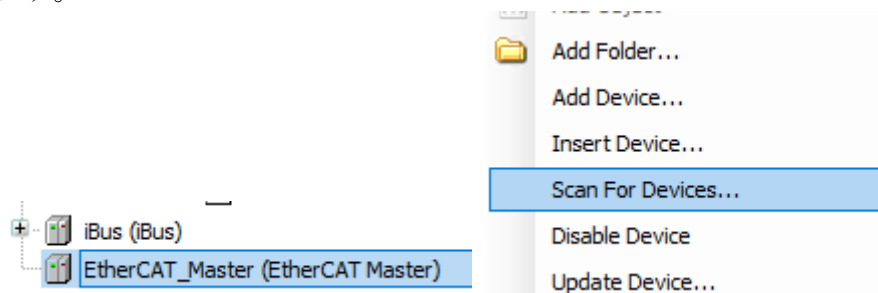 iBus (iBus)
EtherCAT_Master (EtherCAT Master)
Add Folder...
Add Device...
Insert Device...
Scan For Devices...
Disable Device
Update Device...